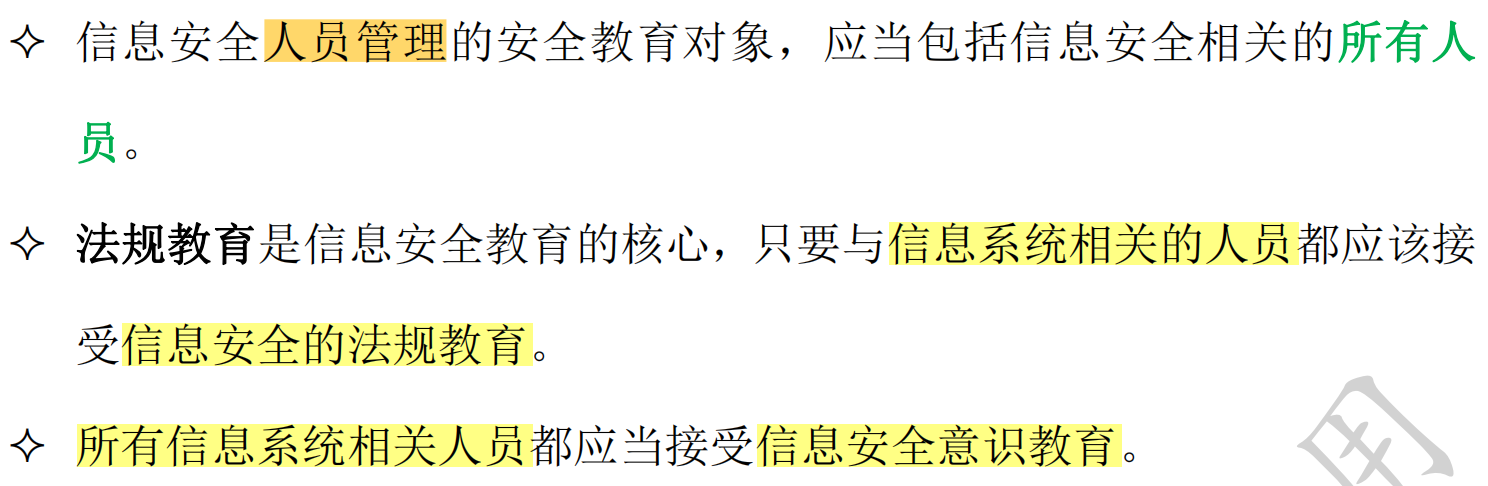 ✧ 信息安全人员管理的安全教育对象，应当包括信息安全相关的所有人
员。
✧ 法规教育是信息安全教育的核心，只要与信息系统相关的人员都应该接
受信息安全的法规教育。
✧ 所有信息系统相关人员都应当接受信息安全意识教育。
用